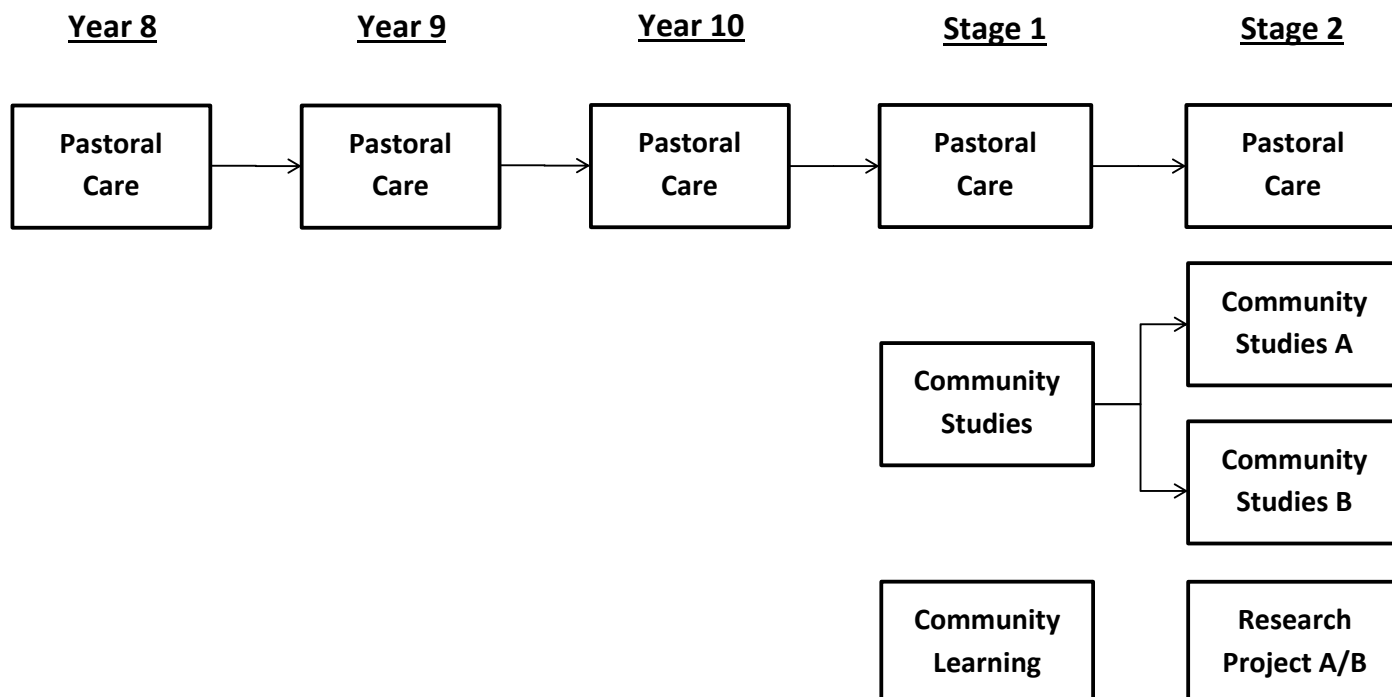 Year 8
Year 9
Year 10
Stage 1
Stage 2
Pastoral
Care
Pastoral
Care
Pastoral
Care
Pastoral
Care
Pastoral
Care
Community
Studies
Community
Studies A
Community
Studies B
Community
Learning
Research
Project A/B